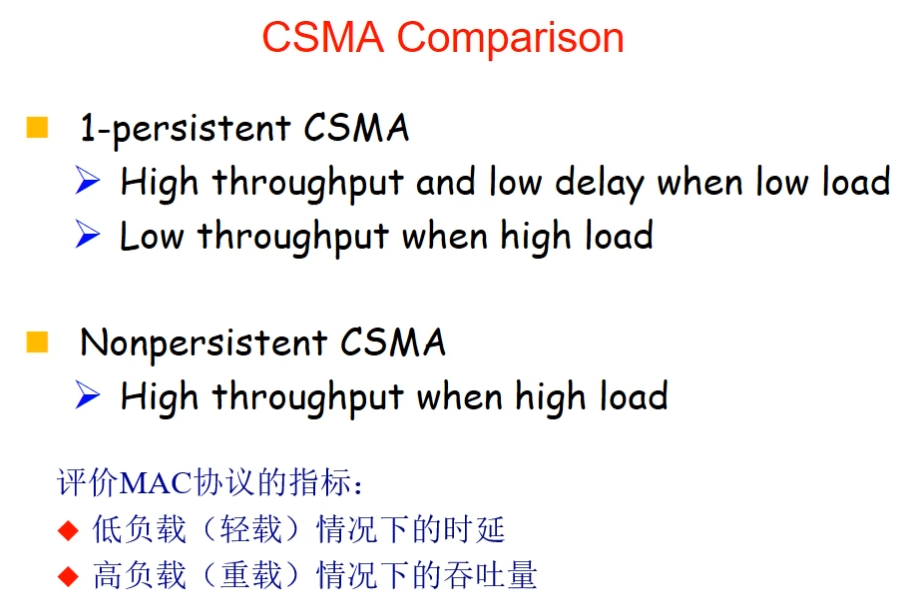 CSMA Comparison
1-persistent CSMA
High throughput and low delay when low load
Low throughput when high load
Nonpersistent CSMA
High throughput when high load
评价MAC协议的指标：
低负载（轻载）情况下的时延
高负载（重载）情况下的吞吐量